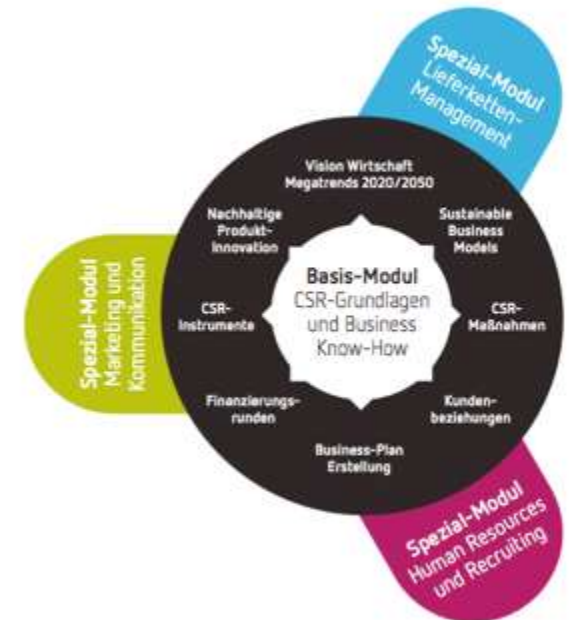 Spezial-Modul
Lieferketten-
Management
Vision Wirtschaft
Megatrends 2020/2050
Nachhaltige
Produkt-
Innovation
Sustainable
Business
Models
Basis-Modul
CSR-Grundlagen
und Business
Know-How
CSR-
Instrumente
CSR-
Maßnahmen
Finanzierungs-
runden
Kunden-
beziehungen
Business-Plan
Erstellung
Spezial-Modul
Marketing und
Kommunikation
Spezial-Modul
Human Resources
und Recruiting